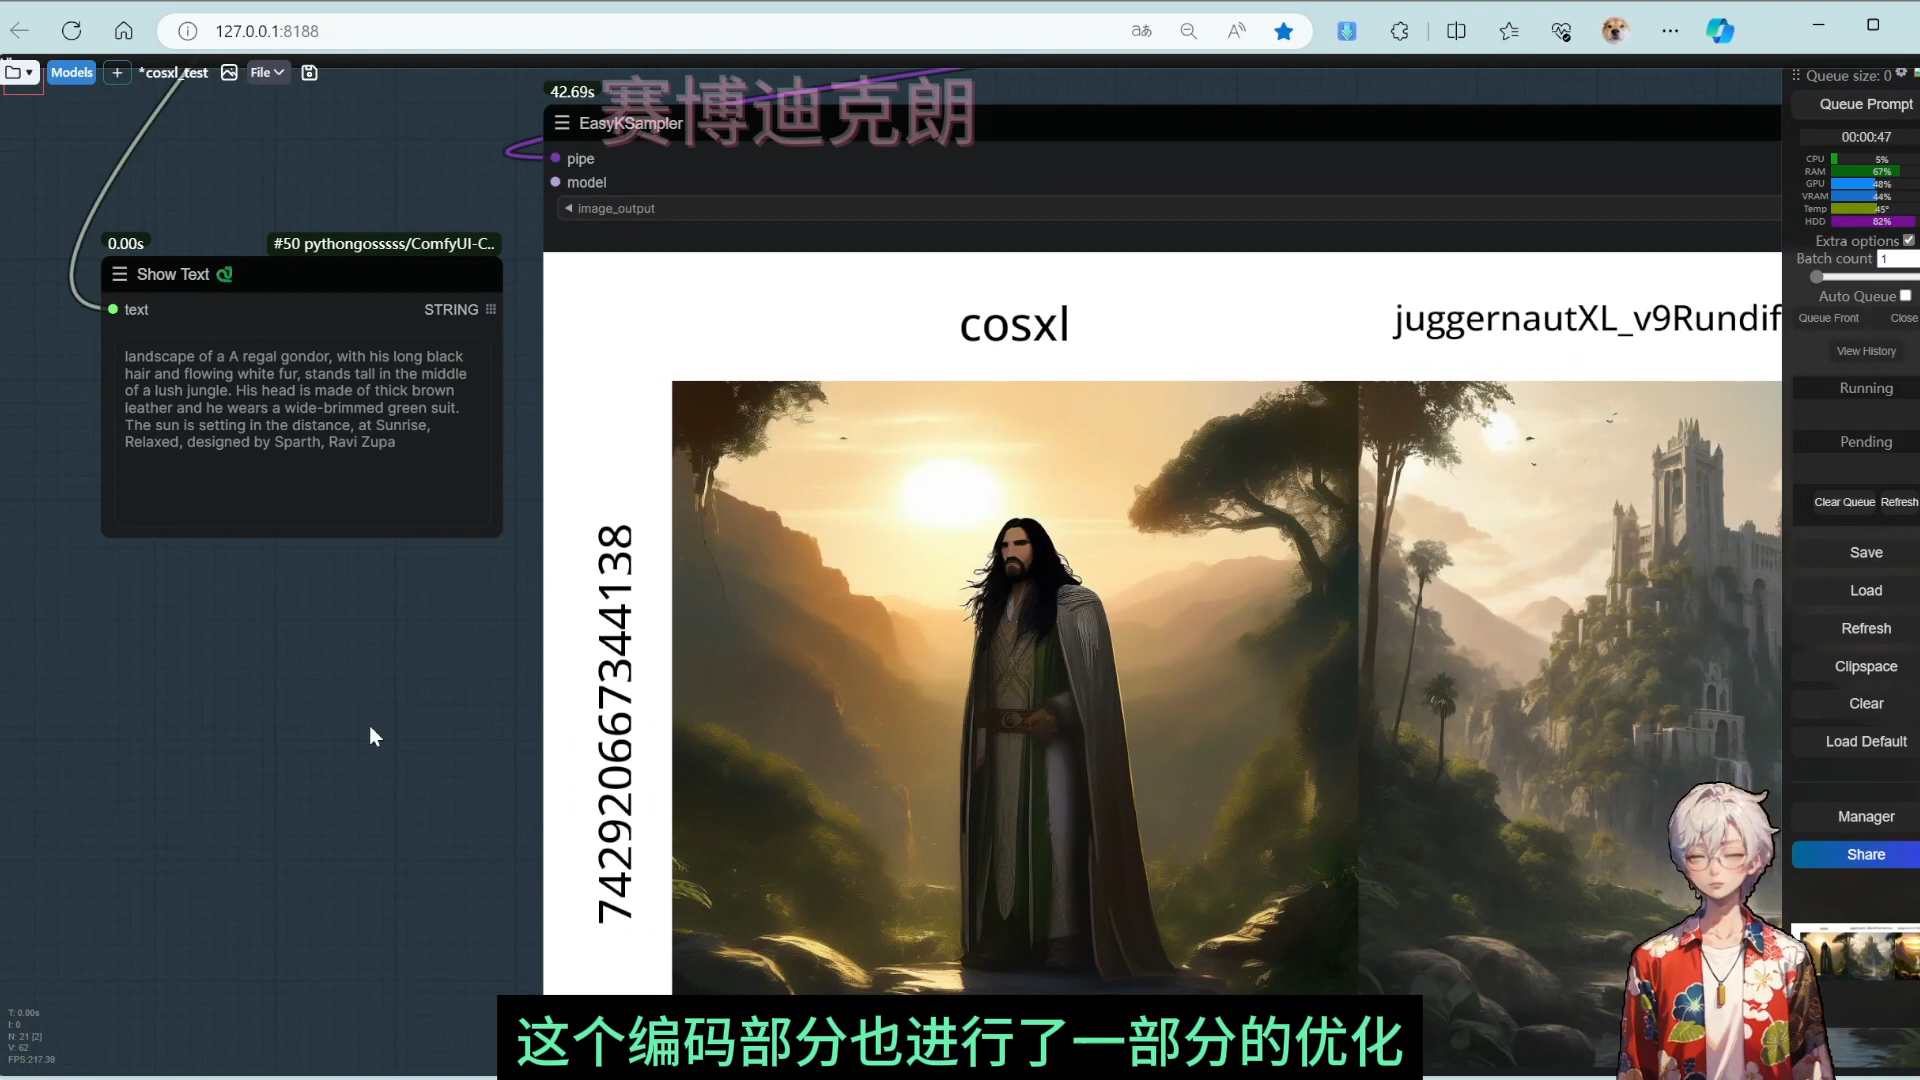 127.0.0.1:8188
Models
+
*cosxl_test
File
42.69s
赛博迪克朗
EasyKSampler
pipe
model
image_output
0.00s
#50 pythongosssss/ComfyUI-C..
Show Text
text
STRING
landscape of a A regal gondor, with his long black
hair and flowing white fur, stands tall in the middle
of a lush jungle. His head is made of thick brown
leather and he wears a wide-brimmed green suit.
The sun is setting in the distance, at Sunrise,
Relaxed, designed by Sparth, Ravi Zupa
cosxl
juggernautXL_v9Rundif
742920667344138
Queue size: 0
Queue Prompt
00:00:47
CPU 5%
RAM 67%
GPU 48%
VRAM 44%
Temp 45°
HDD 82%
Extra options
Batch count 1
Auto Queue
Queue Front Close
View History
Running
Pending
Clear Queue Refresh
Save
Load
Refresh
Clipspace
Clear
Load Default
Manager
Share
T: 0.00s
I: 0
N: 21 [2]
V: 62
FPS:217.39
这个编码部分也进行了一部分的优化